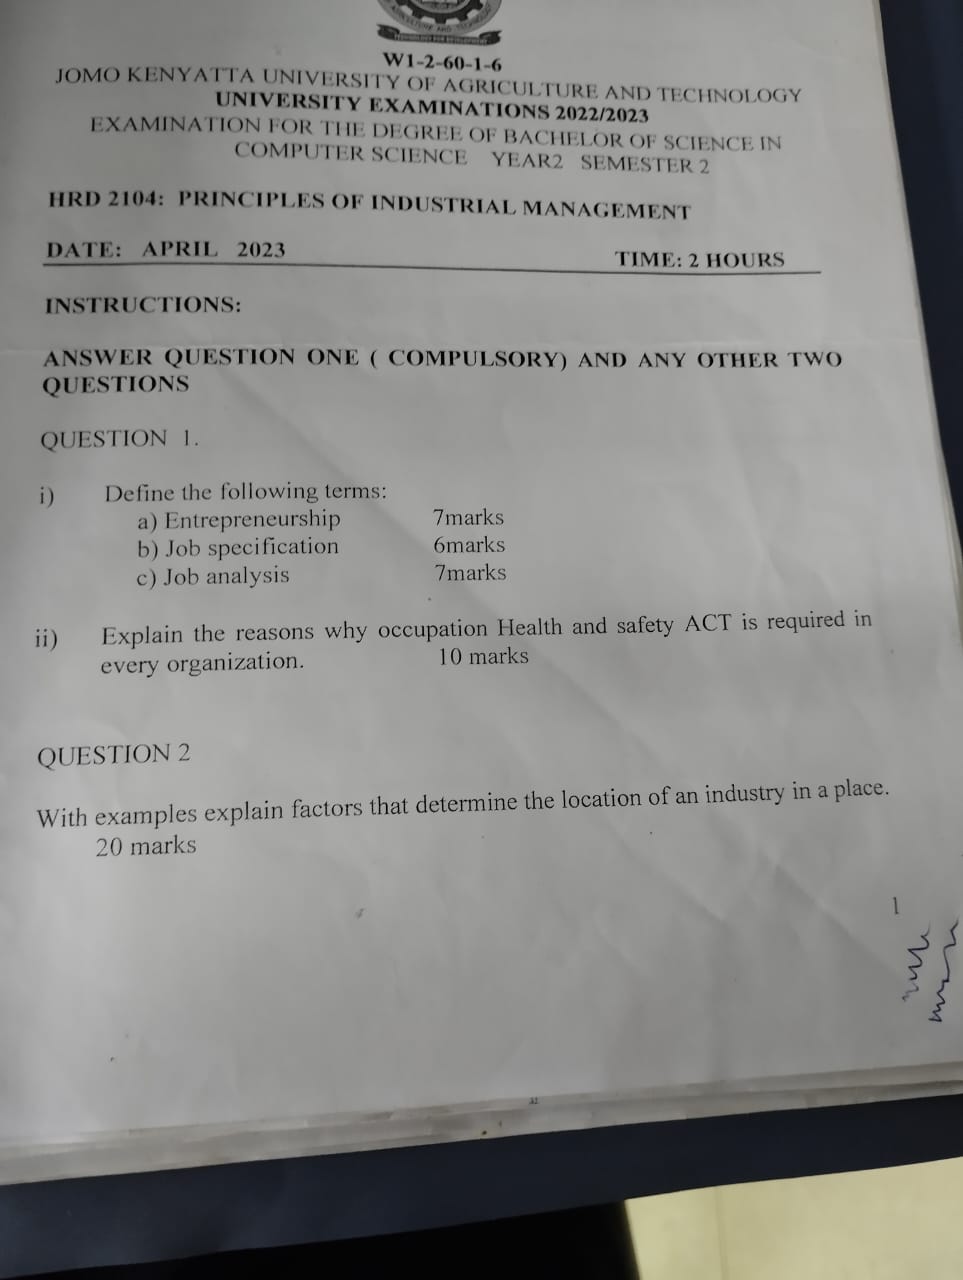 AGRICULTURE AND TECHNOLOGY
W1-2-60-1-6
JOMO KENYATTA UNIVERSITY OF AGRICULTURE AND TECHNOLOGY
UNIVERSITY EXAMINATIONS 2022/2023
EXAMINATION FOR THE DEGREE OF BACHELOR OF SCIENCE IN
COMPUTER SCIENCE YEAR2 SEMESTER 2
HRD 2104: PRINCIPLES OF INDUSTRIAL MANAGEMENT
DATE: APRIL 2023 TIME: 2 HOURS
INSTRUCTIONS:
ANSWER QUESTION ONE ( COMPULSORY) AND ANY OTHER TWO
QUESTIONS
QUESTION 1.
i) Define the following terms:
a) Entrepreneurship 7marks
b) Job specification 6marks
c) Job analysis 7marks
ii) Explain the reasons why occupation Health and safety ACT is required in
every organization. 10 marks
QUESTION 2
With examples explain factors that determine the location of an industry in a place.
20 marks
1